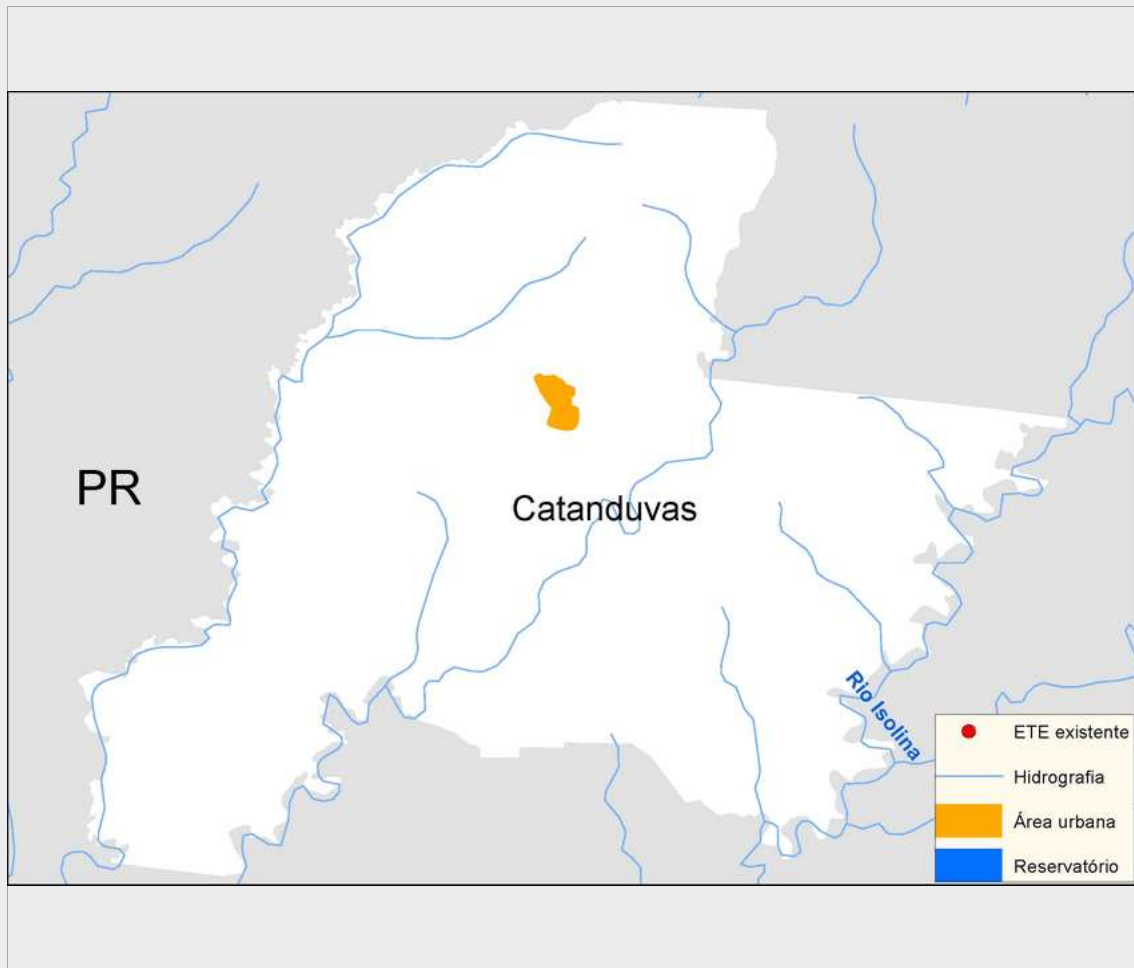 PR
Catanduvas
Rio Isolina
ETE existente
Hidrografia
Área urbana
Reservatório